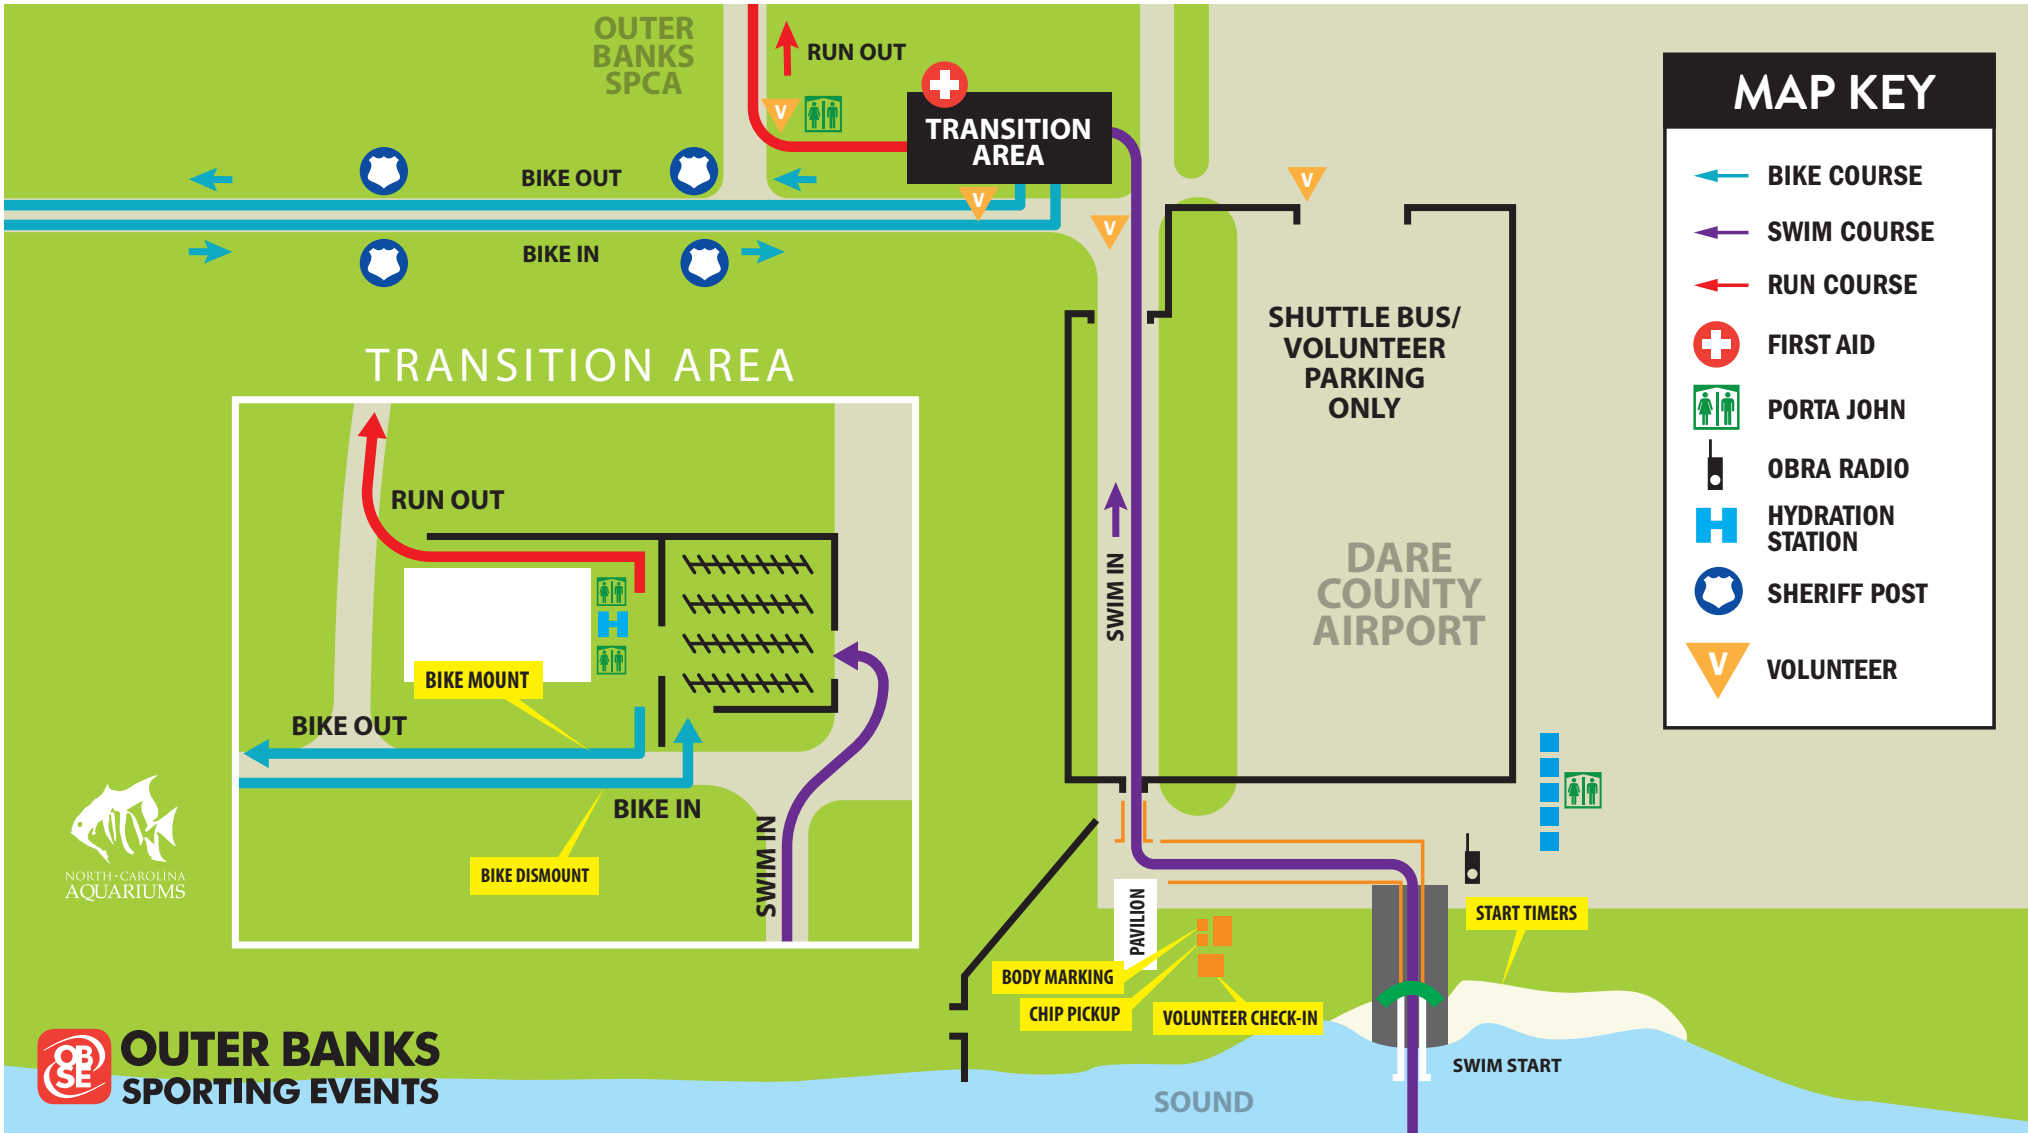 OUTER
BANKS
SPCA
RUN OUT
V
TRANSITION
AREA
BIKE OUT
V
V
V
BIKE IN
MAP KEY
BIKE COURSE
SWIM COURSE
RUN COURSE
FIRST AID
PORTA JOHN
OBRA RADIO
H
HYDRATION
STATION
SHERIFF POST
V
VOLUNTEER
SHUTTLE BUS/
VOLUNTEER
PARKING
ONLY
DARE
COUNTY
AIRPORT
SWIM IN
TRANSITION AREA
RUN OUT
H
BIKE MOUNT
BIKE OUT
BIKE IN
BIKE DISMOUNT
SWIM IN
NORTH·CAROLINA
AQUARIUMS
PAVILION
START TIMERS
BODY MARKING
CHIP PICKUP
VOLUNTEER CHECK-IN
SWIM START
SOUND
OB
SE
OUTER BANKS
SPORTING EVENTS